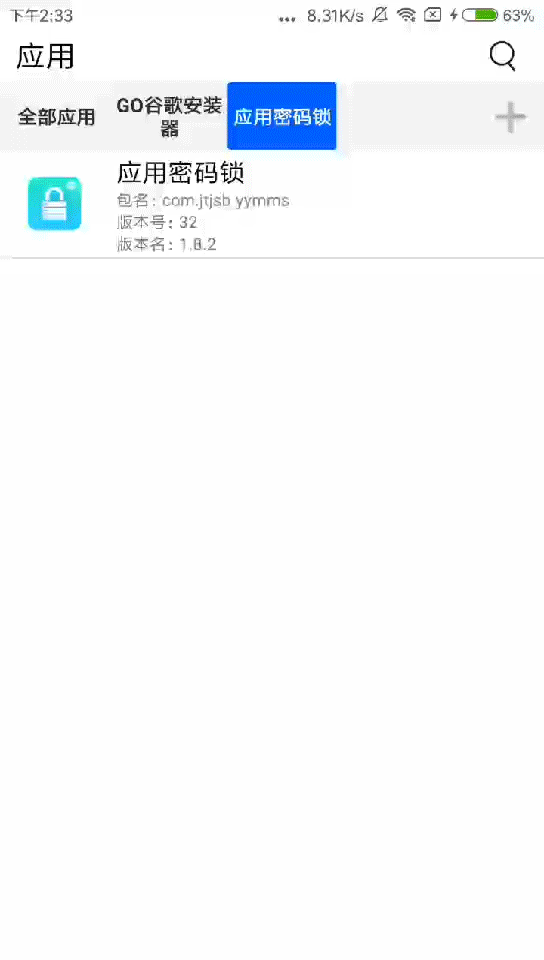 下午2:33
... 8.31K/s 63%
应用
全部应用
GO谷歌安装
器
应用密码锁
应用密码锁
包名: com.jtjsb yymms
版本号: 32
版本名: 1.8.2